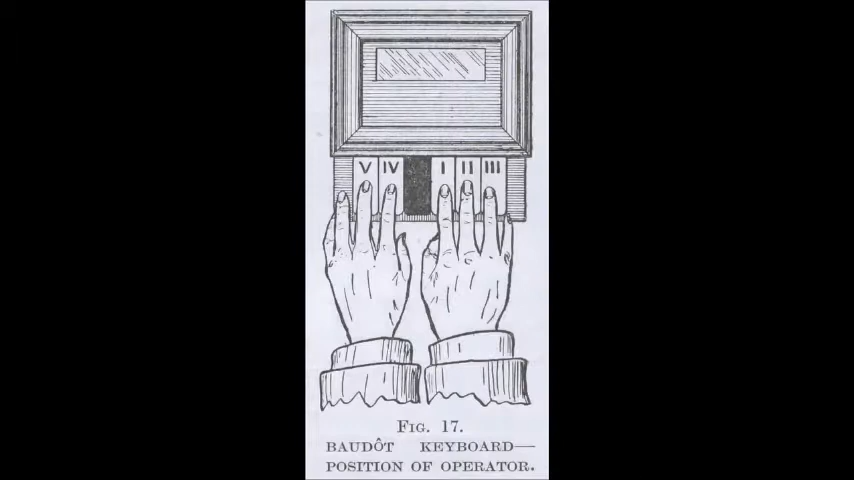 V IV I II III
Fig. 17.
BAUDÔT KEYBOARD—
POSITION OF OPERATOR.